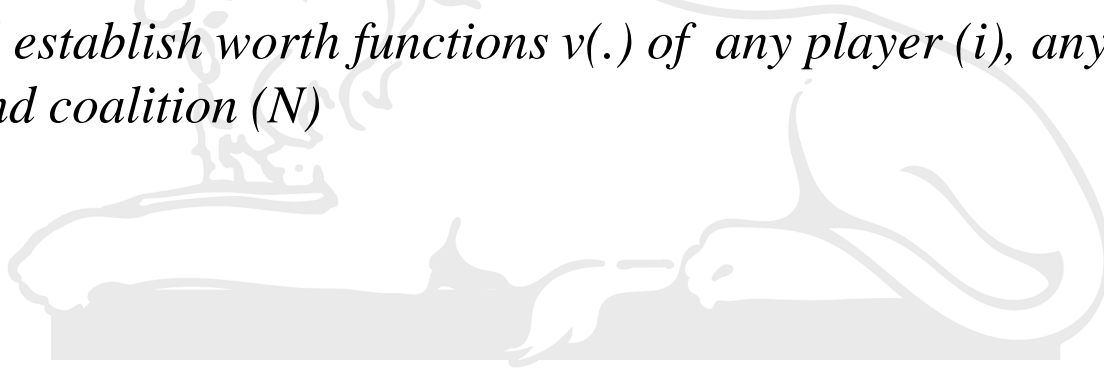 establish worth functions v(.) of any player (i), any
coalition (N)